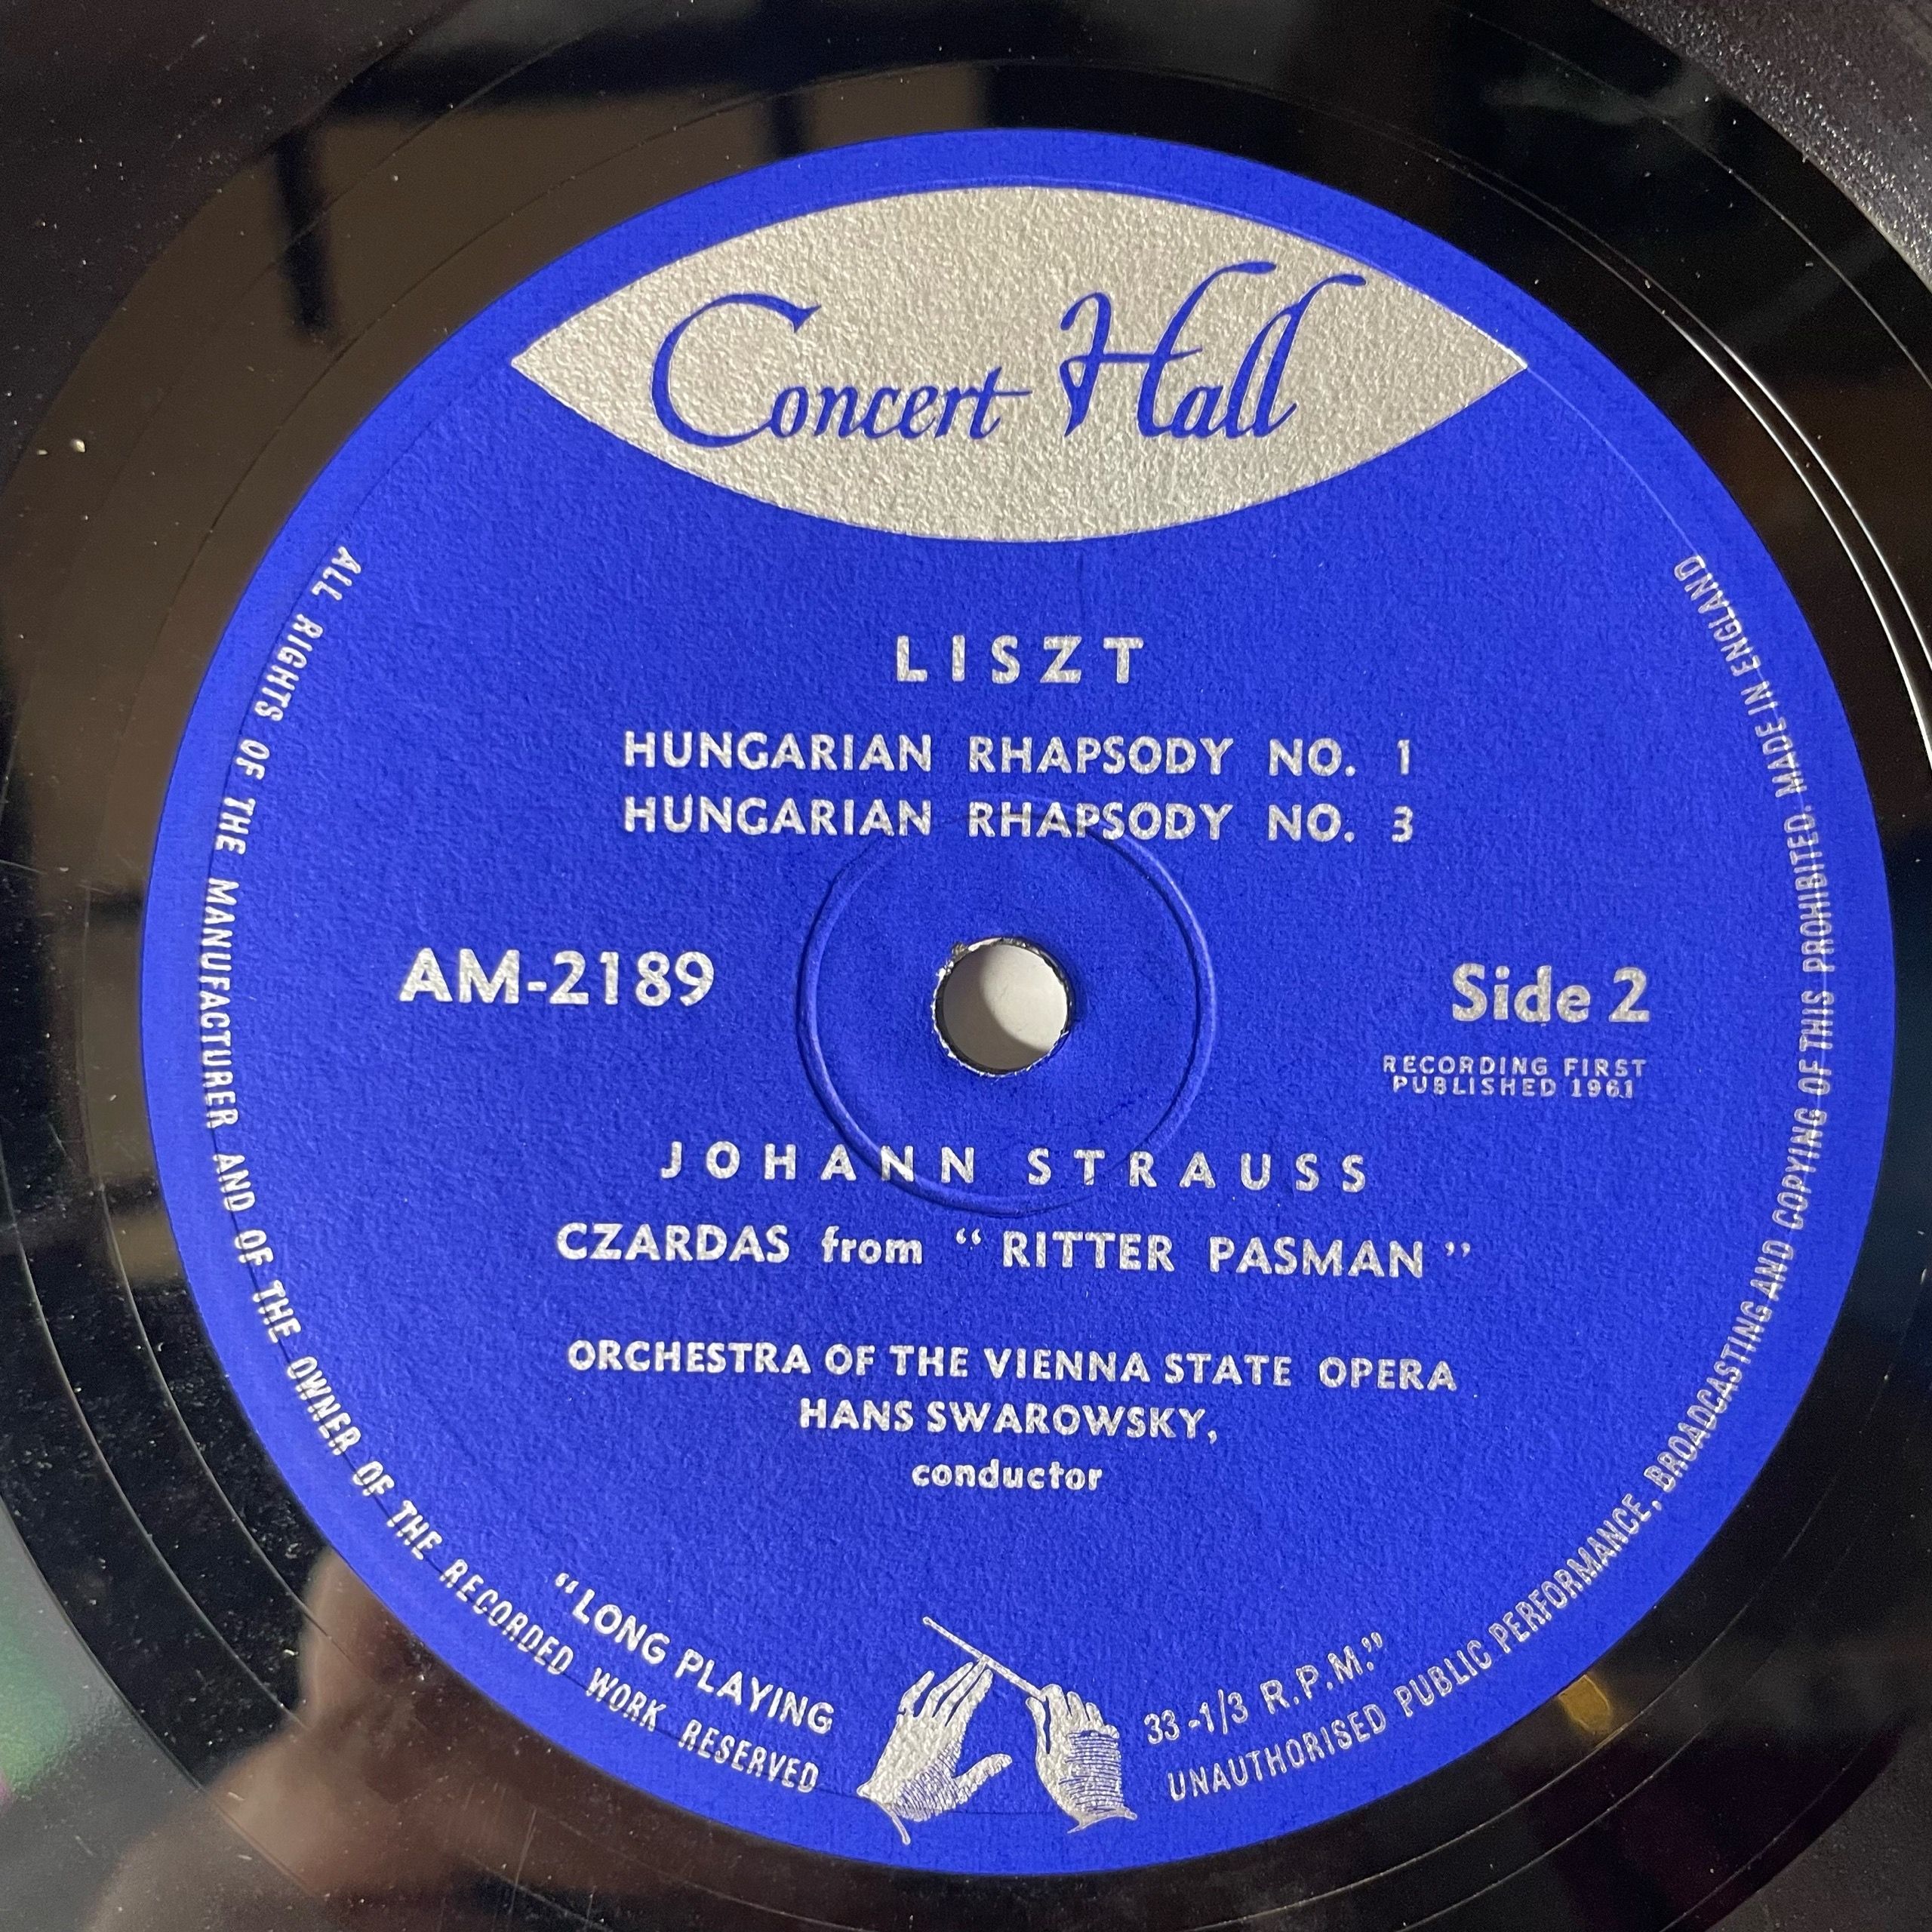 Concert Hall
LISZT
HUNGARIAN RHAPSODY NO. 1
HUNGARIAN RHAPSODY NO. 3
AM-2189
Side 2
RECORDING FIRST
PUBLISHED 1961
JOHANN STRAUSS
CZARDAS from “ RITTER PASMAN ”
ORCHESTRA OF THE VIENNA STATE OPERA
HANS SWAROWSKY,
conductor
“LONG PLAYING
33-1/3 R.P.M.”
ALL RIGHTS OF THE MANUFACTURER AND OF THE OWNER OF THE RECORDED WORK RESERVED
UNAUTHORISED PUBLIC PERFORMANCE, BROADCASTING AND COPYING OF THIS PROHIBITED. MADE IN ENGLAND